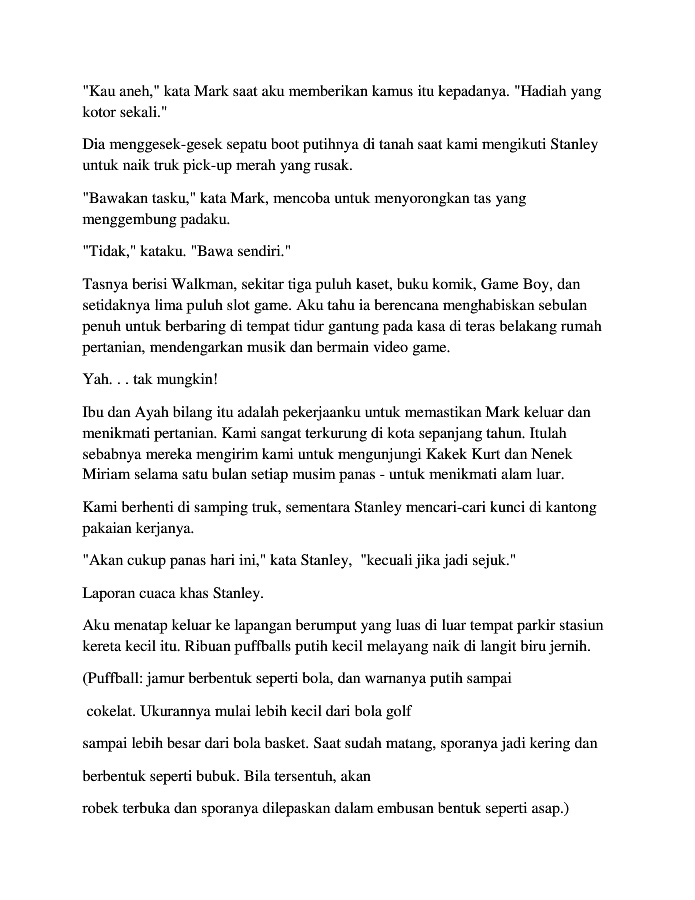 "Kau aneh," kata Mark saat aku memberikan kamus itu kepadanya. "Hadiah yang
kotor sekali."
Dia menggesek-gesek sepatu boot putihnya di tanah saat kami mengikuti Stanley
untuk naik truk pick-up merah yang rusak.
"Bawakan tasku," kata Mark, mencoba untuk menyorongkan tas yang
menggembung padaku.
"Tidak," kataku. "Bawa sendiri."
Tasnya berisi Walkman, sekitar tiga puluh kaset, buku komik, Game Boy, dan
setidaknya lima puluh slot game. Aku tahu ia berencana menghabiskan sebulan
penuh untuk berbaring di tempat tidur gantung pada kasa di teras belakang rumah
pertanian, mendengarkan musik dan bermain video game.
Yah. . . tak mungkin!
Ibu dan Ayah bilang itu adalah pekerjaanku untuk memastikan Mark keluar dan
menikmati pertanian. Kami sangat terkurung di kota sepanjang tahun. Itulah
sebabnya mereka mengirim kami untuk mengunjungi Kakek Kurt dan Nenek
Miriam selama satu bulan setiap musim panas - untuk menikmati alam luar.
Kami berhenti di samping truk, sementara Stanley mencari-cari kunci di kantong
pakaian kerjanya.
"Akan cukup panas hari ini," kata Stanley,  "kecuali jika jadi sejuk."
Laporan cuaca khas Stanley.
Aku menatap keluar ke lapangan berumput yang luas di luar tempat parkir stasiun
kereta kecil itu. Ribuan puffballs putih kecil melayang naik di langit biru jernih.
(Puffball: jamur berbentuk seperti bola, dan warnanya putih sampai
cokelat. Ukurannya mulai lebih kecil dari bola golf
sampai lebih besar dari bola basket. Saat sudah matang, sporanya jadi kering dan
berbentuk seperti bubuk. Bila tersentuh, akan
robek terbuka dan sporanya dilepaskan dalam embusan bentuk seperti asap.)